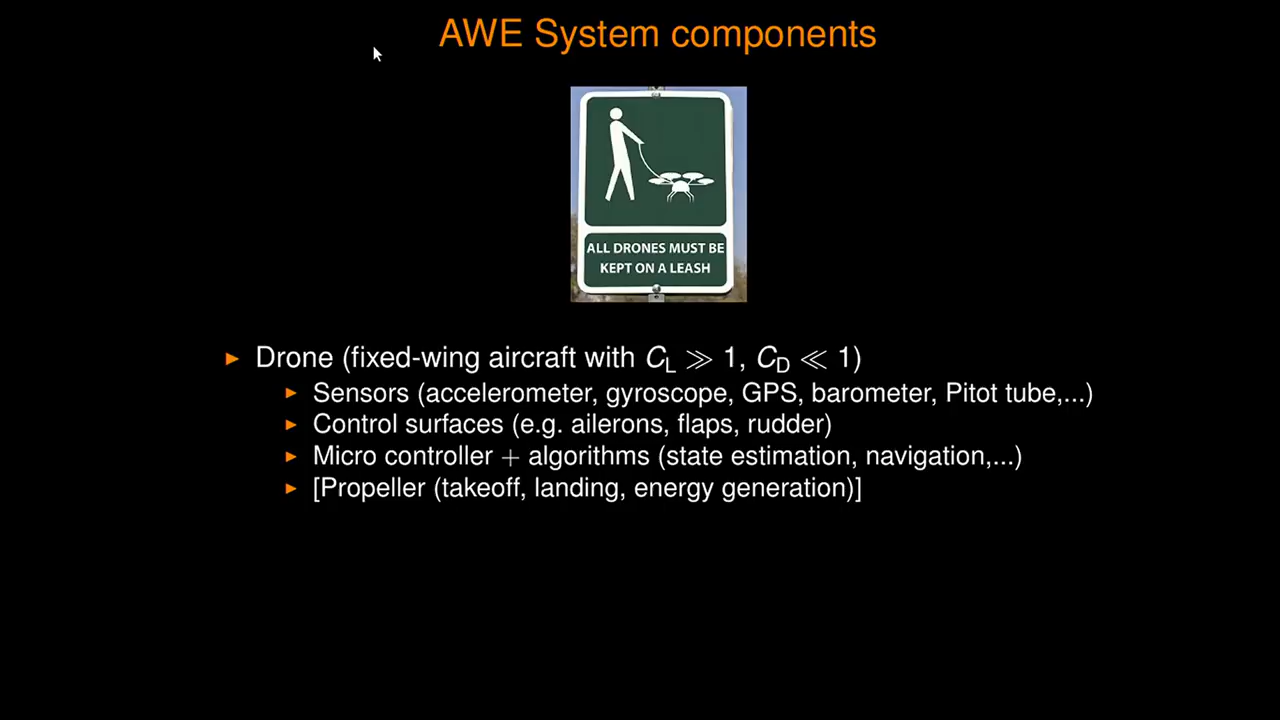 AWE System components
ALL DRONES MUST BE
KEPT ON A LEASH
▶ Drone (fixed-wing aircraft with C_L ≫ 1, C_D ≪ 1)
▶ Sensors (accelerometer, gyroscope, GPS, barometer, Pitot tube,...)
▶ Control surfaces (e.g. ailerons, flaps, rudder)
▶ Micro controller + algorithms (state estimation, navigation,...)
▶ [Propeller (takeoff, landing, energy generation)]